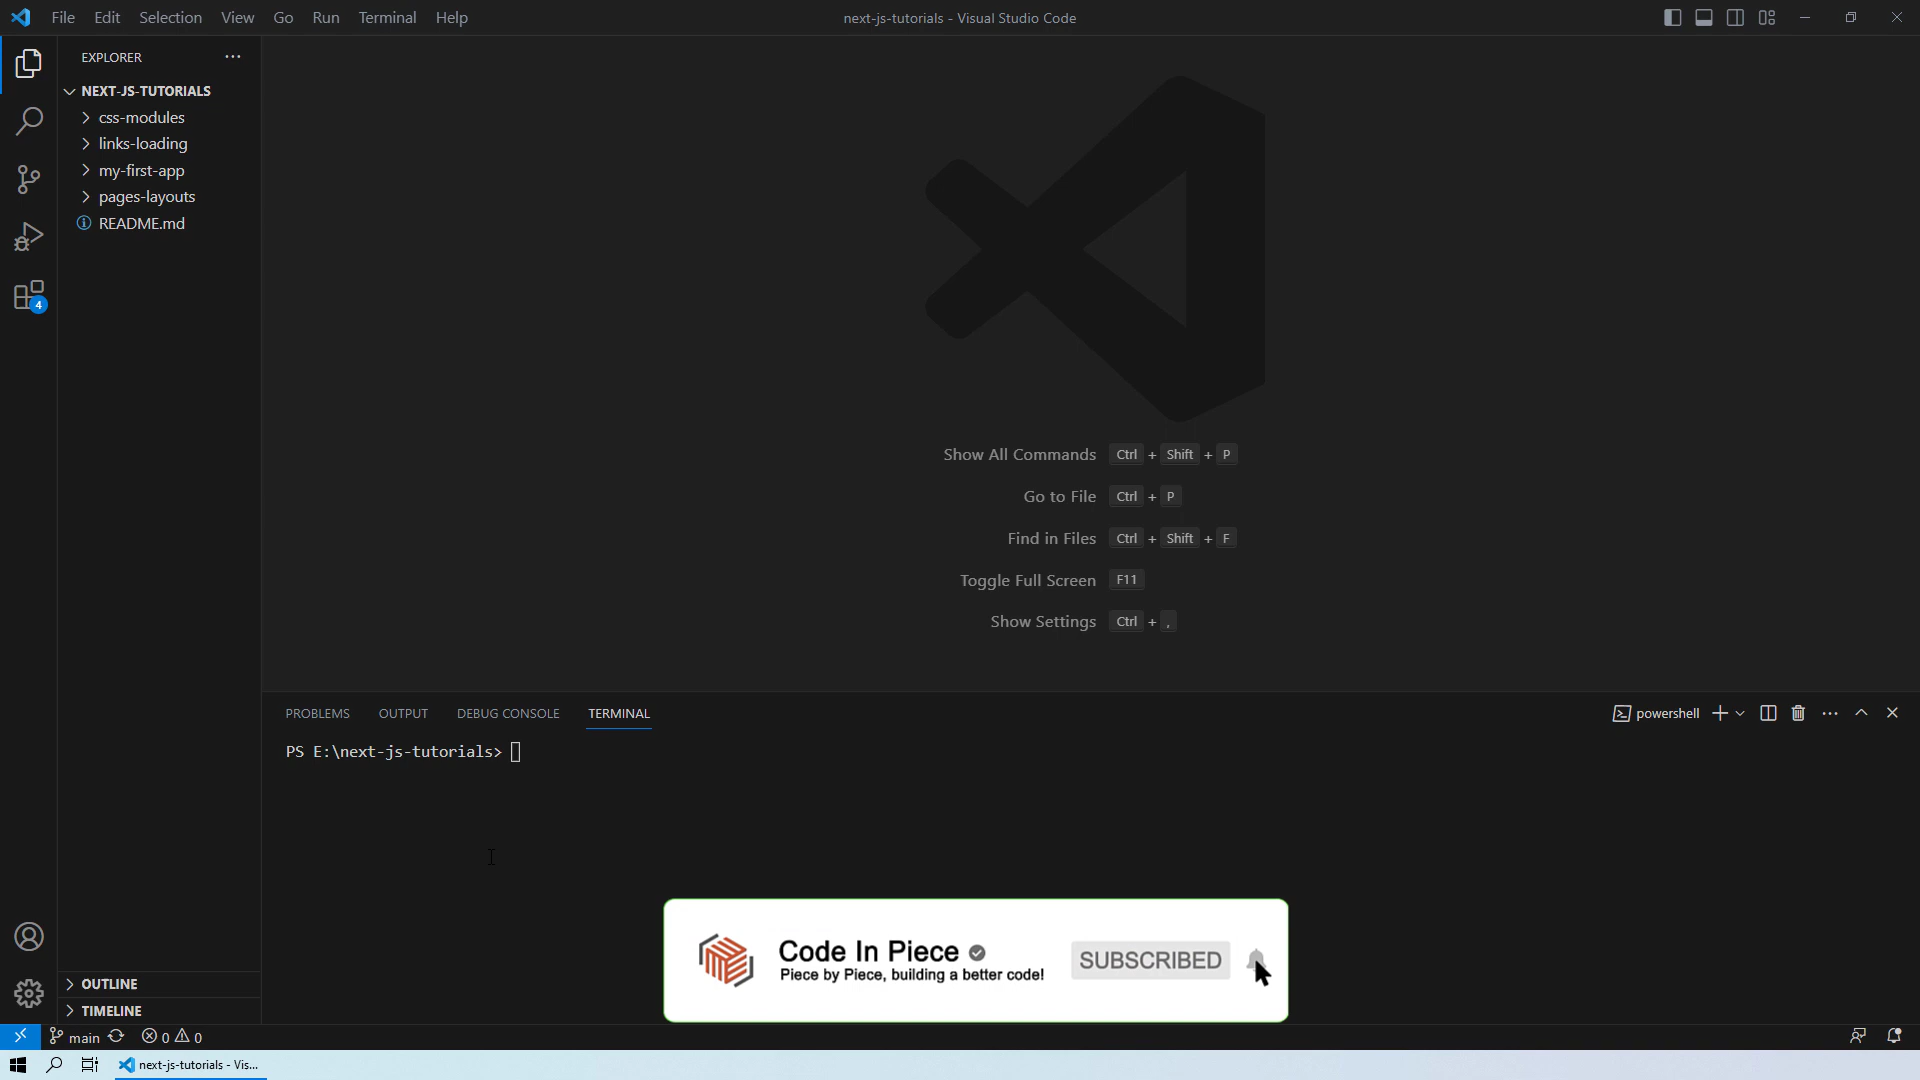 File Edit Selection View Go Run Terminal Help
next-js-tutorials - Visual Studio Code
EXPLORER
NEXT-JS-TUTORIALS
css-modules
links-loading
my-first-app
pages-layouts
README.md
4
Show All Commands Ctrl + Shift + P
Go to File Ctrl + P
Find in Files Ctrl + Shift + F
Toggle Full Screen F11
Show Settings Ctrl + ,
PROBLEMS OUTPUT DEBUG CONSOLE TERMINAL
powershell
PS E:\next-js-tutorials>
Code In Piece
Piece by Piece, building a better code!
SUBSCRIBED
OUTLINE
TIMELINE
main 0 0
next-js-tutorials - Vis...